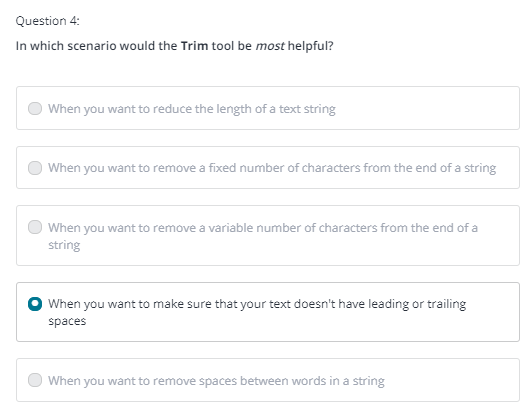 Question 4:
In which scenario would the Trim tool be most helpful?
When you want to reduce the length of a text string
When you want to remove a fixed number of characters from the end of a string
When you want to remove a variable number of characters from the end of a
string
When you want to make sure that your text doesn't have leading or trailing
spaces
When you want to remove spaces between words in a string